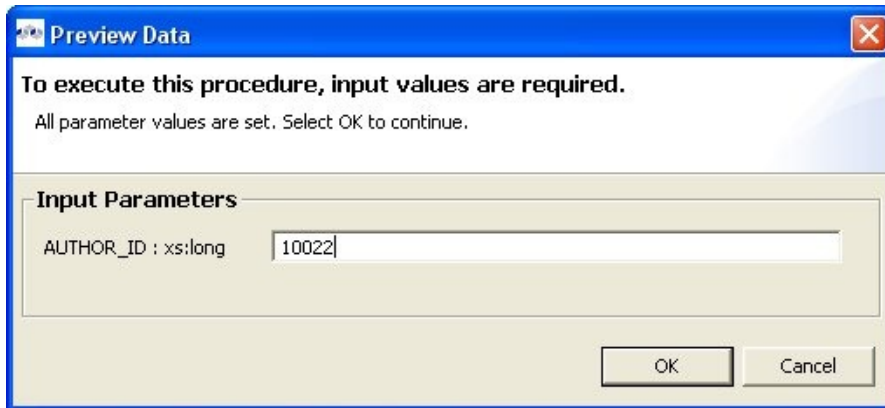 Preview Data
To execute this procedure, input values are required.
All parameter values are set. Select OK to continue.
Input Parameters
AUTHOR_ID : xs:long 10022
OK Cancel